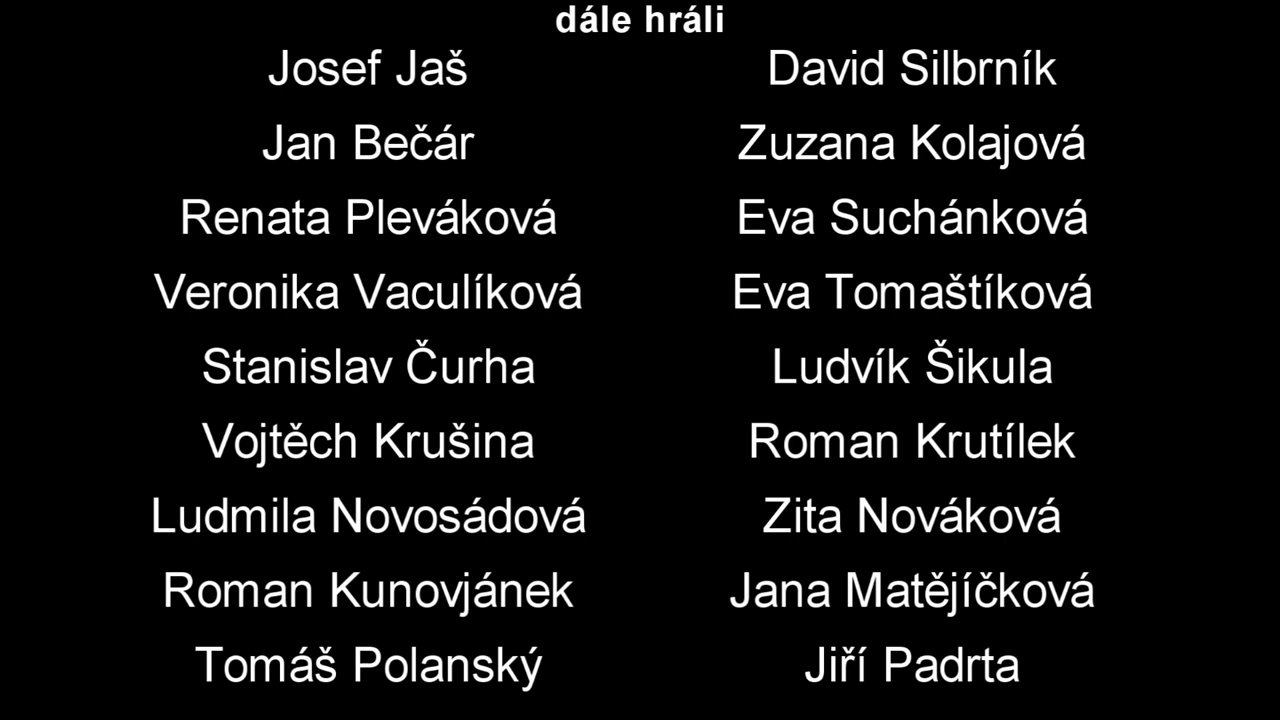 dále hráli
Josef Jaš David Silbrník
Jan Bečár Zuzana Kolajová
Renata Pleváková Eva Suchánková
Veronika Vaculíková Eva Tomaštíková
Stanislav Čurha Ludvík Šikula
Vojtěch Krušina Roman Krutílek
Ludmila Novosádová Zita Nováková
Roman Kunovjánek Jana Matějíčková
Tomáš Polanský Jiří Padrta